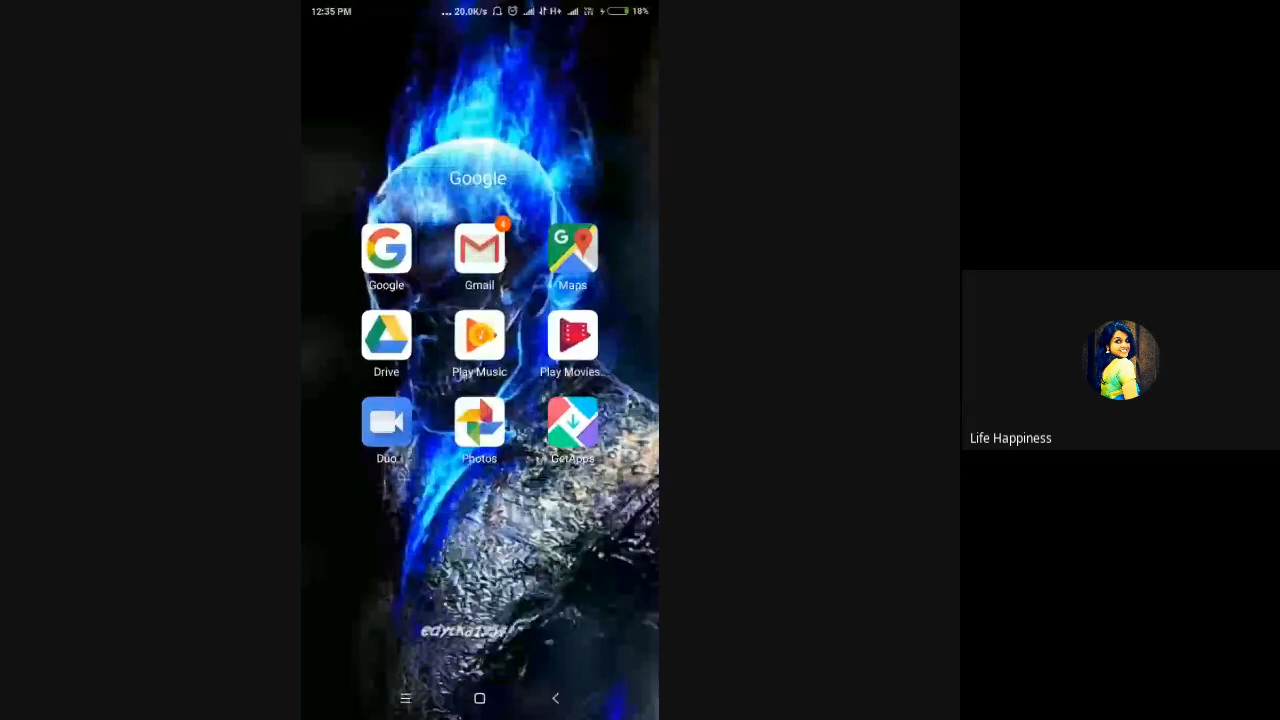 12:35 PM
... 20.0K/s H+ 18%
Google
Google
Gmail
Maps
Drive
Play Music
Play Movies...
Duo
Photos
GetApps
Life Happiness